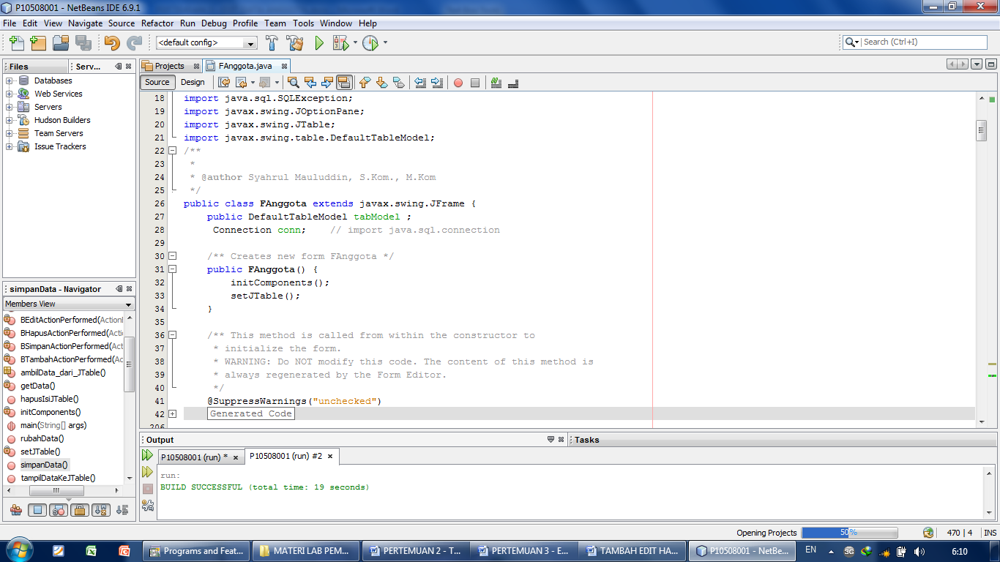 P10508001 - NetBeans IDE 6.9.1
File Edit View Navigate Source Refactor Run Debug Profile Team Tools Window Help
<default config>
Search (Ctrl+I)
Files
Serv...
Databases
Web Services
Servers
Hudson Builders
Team Servers
Issue Trackers
simpanData - Navigator
Members View
BEditActionPerformed(Action
BHapusActionPerformed(Acti
BSimpanActionPerformed(Act
BTambahActionPerformed(Ac
ambilData_dari_JTable()
getData()
hapusIsiJTable()
initComponents()
main(String[] args)
rubahData()
setJTable()
simpanData()
tampilDataKeJTable()
Projects
FAnggota.java
Source Design
18 import java.sql.SQLException;
19 import javax.swing.JOptionPane;
20 import javax.swing.JTable;
21 import javax.swing.table.DefaultTableModel;
22 /**
23 *
24 * @author Syahrul Mauluddin, S.Kom., M.Kom
25 */
26 public class FAnggota extends javax.swing.JFrame {
27 public DefaultTableModel tabModel ;
28 Connection conn; // import java.sql.connection
29
30 /** Creates new form FAnggota */
31 public FAnggota() {
32 initComponents();
33 setJTable();
34 }
35
36 /** This method is called from within the constructor to
37 * initialize the form.
38 * WARNING: Do NOT modify this code. The content of this method is
39 * always regenerated by the Form Editor.
40 */
41 @SuppressWarnings("unchecked")
42 Generated Code
206
Output
Tasks
P10508001 (run) *
P10508001 (run) #2
run:
BUILD SUCCESSFUL (total time: 19 seconds)
Opening Projects
50%
470 | 4
INS
Programs and Feat...
MATERI LAB PEM...
PERTEMUAN 2 - T...
PERTEMUAN 3 - E...
TAMBAH EDIT HA...
P10508001 - NetBe...
EN
6:10